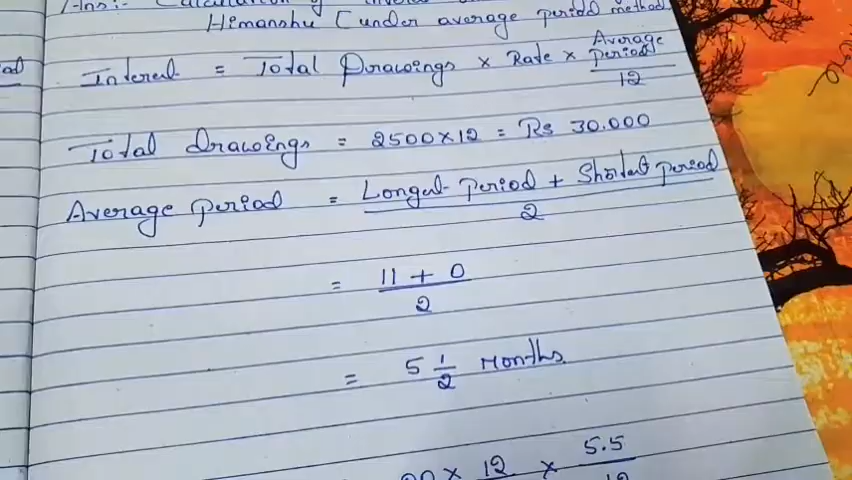 Himanshu (under average period method
Interest = Total Drawings × Rate × Average Period / 12
Total drawings = 2500×12 = Rs 30.000
Average period = Longest period + Shortest period / 2
= 11 + 0 / 2
= 5 1/2 Months
× 12 × 5.5